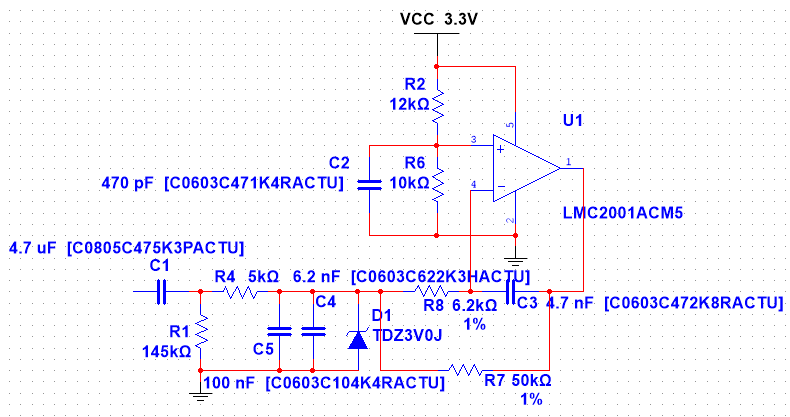 VCC 3.3V
R2
12kΩ
5
U1
3
+
1
C2
R6
470 pF [C0603C471K4RACTU]
10kΩ
4
−
2
LMC2001ACM5
4.7 uF [C0805C475K3PACTU]
C1
R4 5kΩ 6.2 nF [C0603C622K3HACTU]
C4
R8 6.2kΩ
1%
C3 4.7 nF [C0603C472K8RACTU]
R1
145kΩ
C5
D1
TDZ3V0J
100 nF [C0603C104K4RACTU]
R7 50kΩ
1%